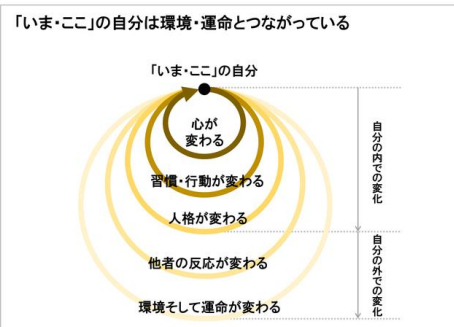 「いま・ここ」の自分は環境・運命とつながっている
「いま・ここ」の自分
心が
変わる
習慣・行動が変わる
人格が変わる
他者の反応が変わる
環境そして運命が変わる
自分の内での変化
自分の外での変化